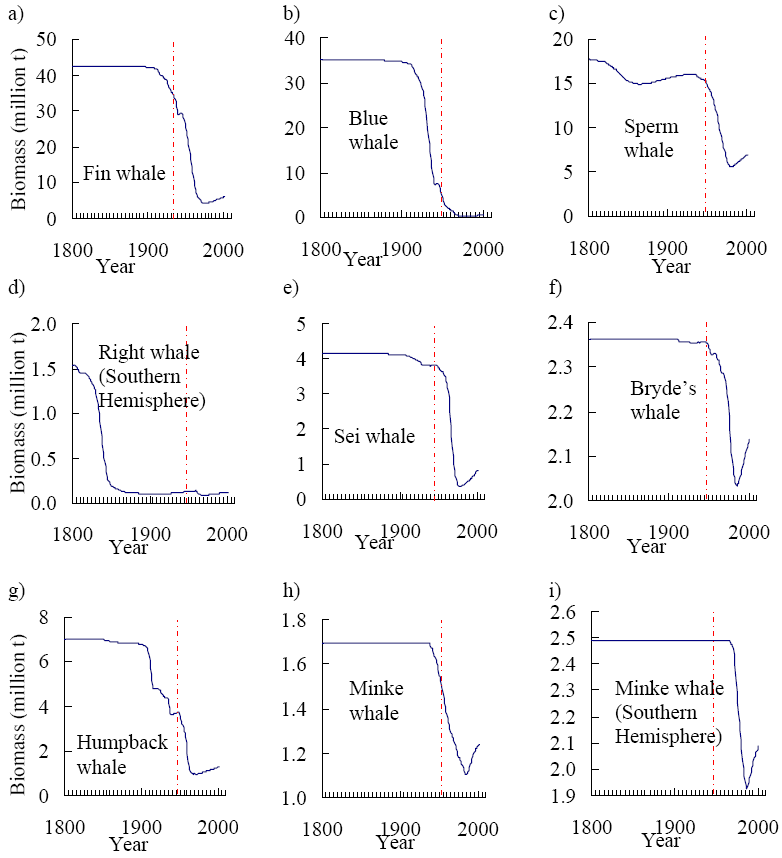 a)
b)
c)
Biomass (million t)
50
40
30
20
10
0
Fin whale
1800
1900
2000
Year
40
35
30
25
20
15
10
5
0
Blue
whale
1800
1900
2000
Year
20
15
10
5
0
Sperm
whale
1800
1900
2000
Year
d)
e)
f)
Biomass (million t)
2.0
1.5
1.0
0.5
0.0
Right whale
(Southern
Hemisphere)
1800
1900
2000
Year
5
4
3
2
1
0
Sei whale
1800
1900
2000
Year
2.4
2.3
2.2
2.1
2.0
Bryde’s
whale
1800
1900
2000
Year
g)
h)
i)
Biomass (million t)
8
6
4
2
0
Humpback
whale
1800
1900
2000
Year
1.8
1.6
1.4
1.2
1.0
Minke
whale
1800
1900
2000
Year
2.6
2.5
2.4
2.3
2.2
2.1
2.0
1.9
Minke whale
(Southern
Hemisphere)
1800
1900
2000
Year